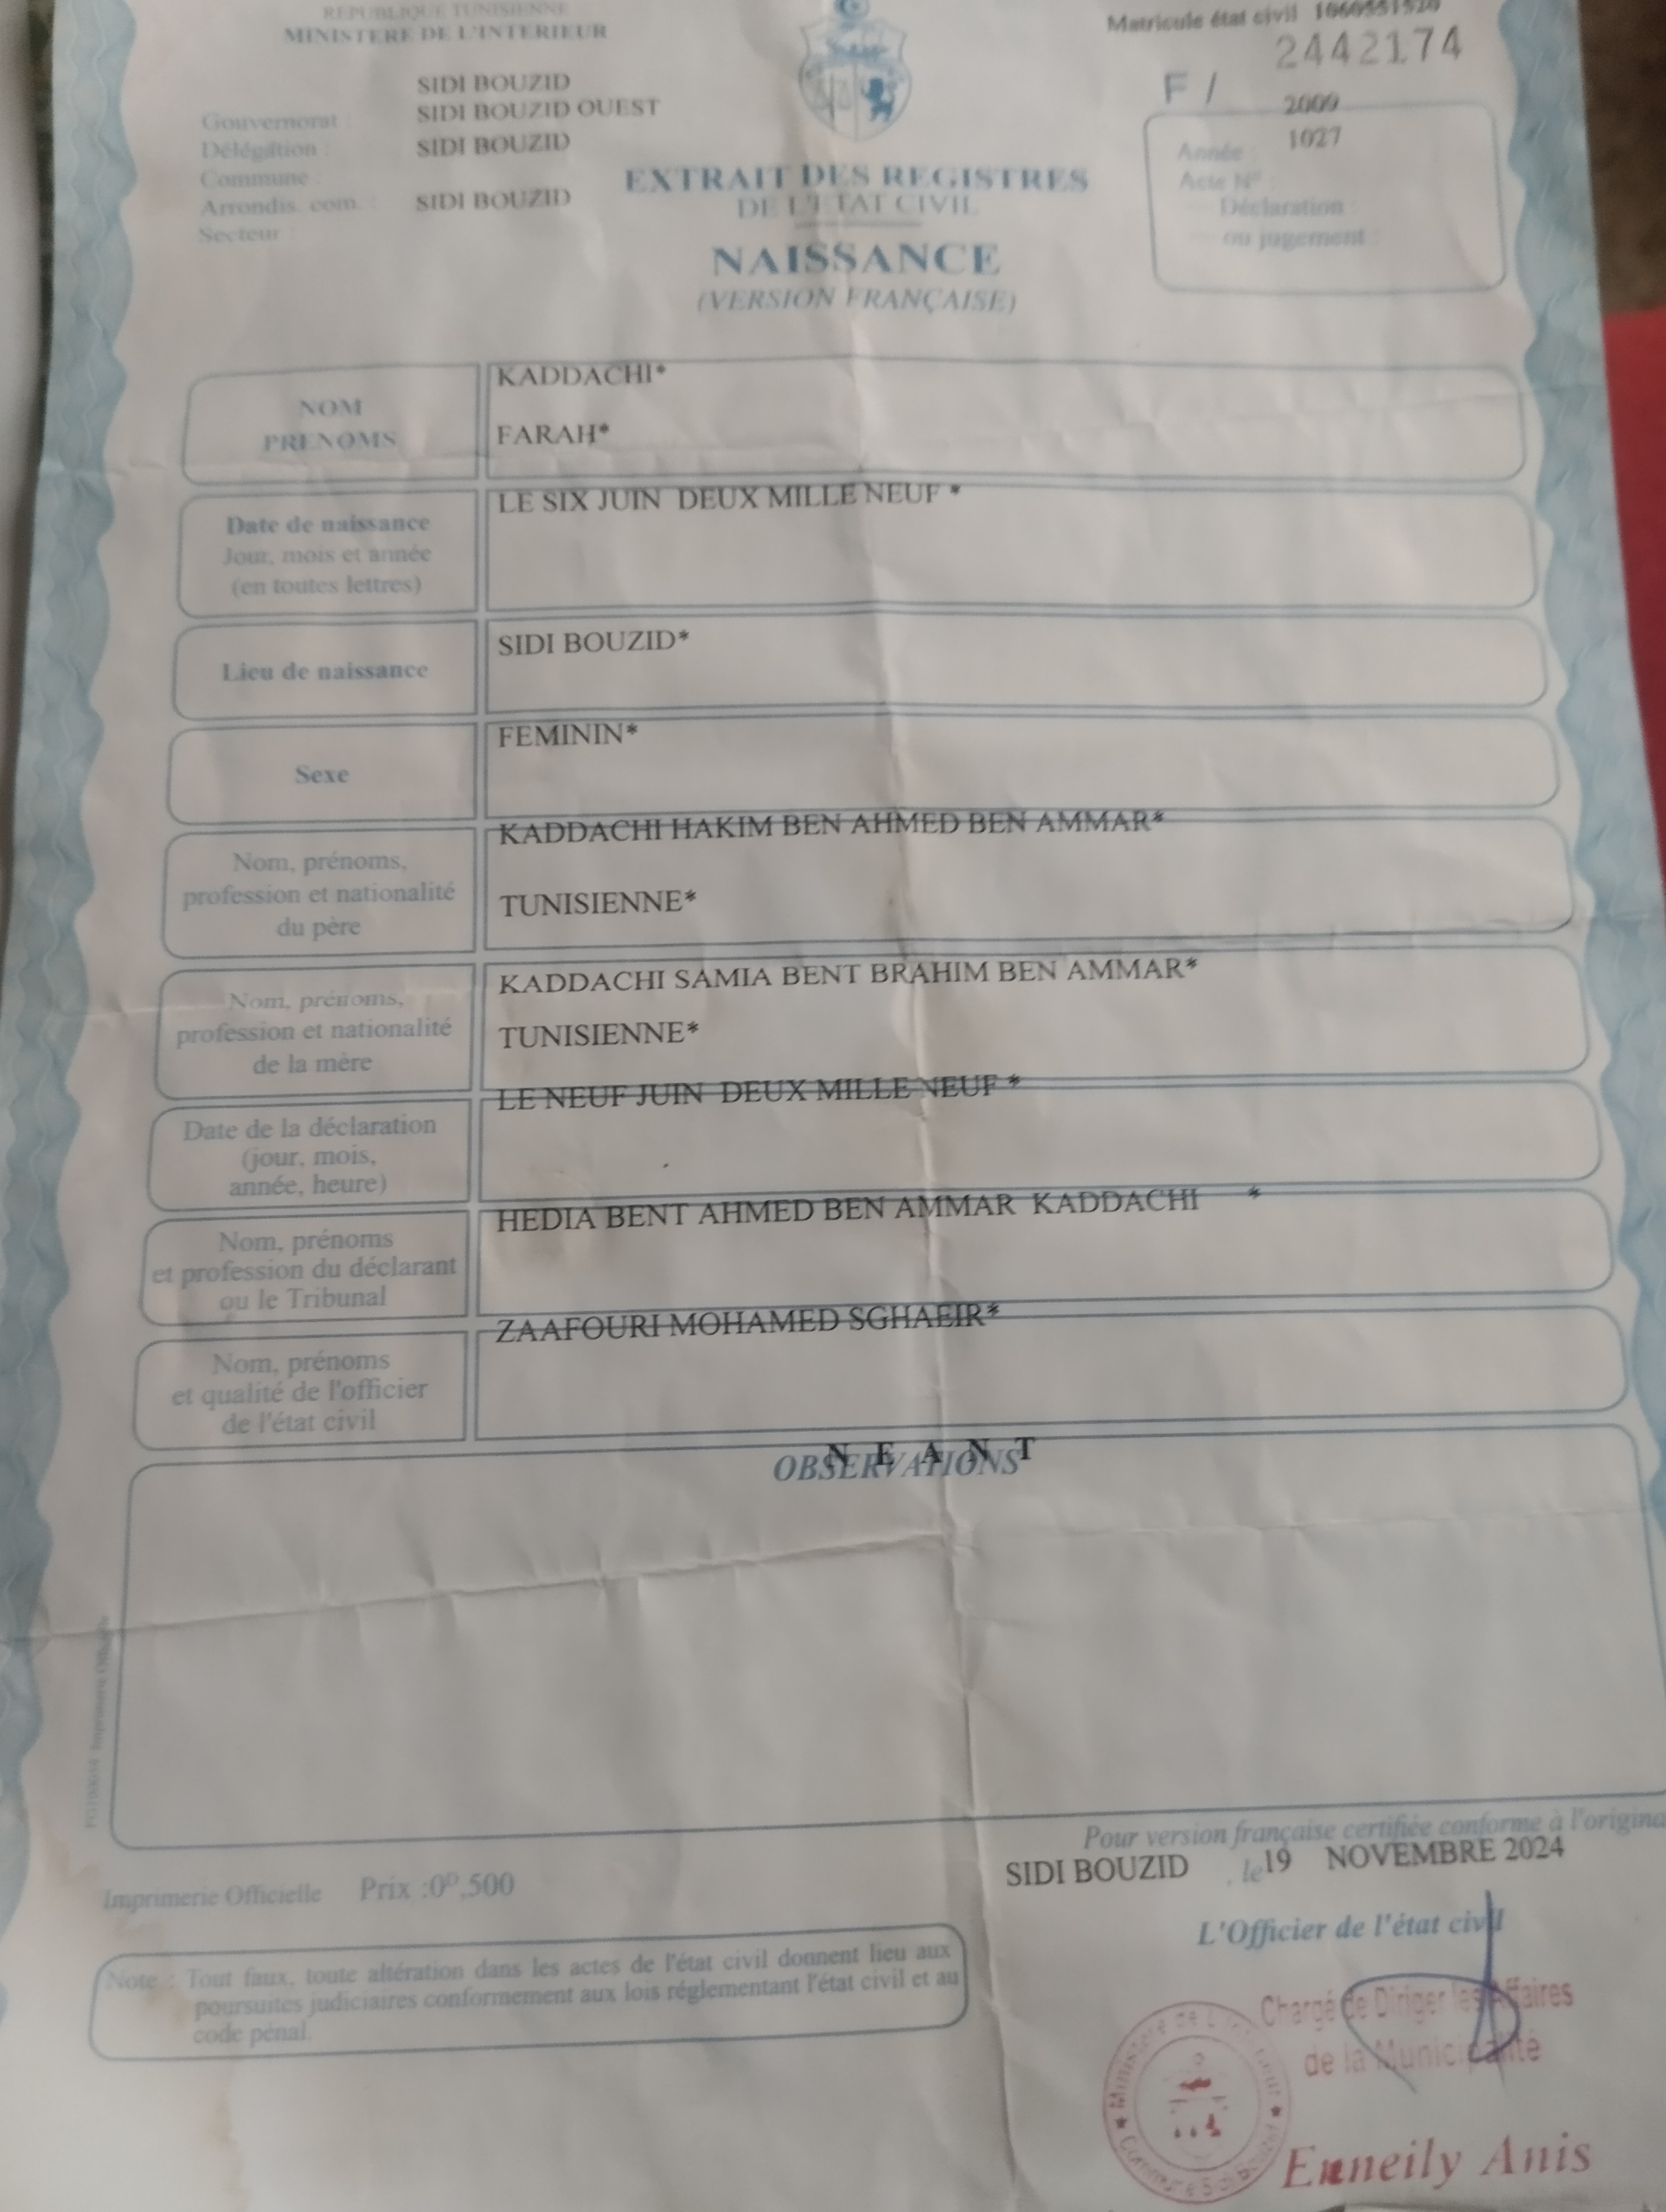 REPUBLIQUE TUNISIENNE
MINISTERE DE L'INTERIEUR
Matricule état civil
2442174
F /
SIDI BOUZID
Gouvernorat :
SIDI BOUZID OUEST
Délégation :
SIDI BOUZID
Commune :
Arrondis. com. :
SIDI BOUZID
Secteur :
2009
Année :
1027
Acte N° :
Déclaration
ou jugement :
EXTRAIT DES REGISTRES
DE L'ETAT CIVIL
NAISSANCE
(VERSION FRANÇAISE)
NOM
KADDACHI*
PRENOMS
FARAH*
Date de naissance
Jour, mois et année
(en toutes lettres)
LE SIX JUIN DEUX MILLE NEUF *
Lieu de naissance
SIDI BOUZID*
Sexe
FEMININ*
Nom, prénoms,
profession et nationalité
du père
KADDACHI HAKIM BEN AHMED BEN AMMAR*
TUNISIENNE*
Nom, prénoms,
profession et nationalité
de la mère
KADDACHI SAMIA BENT BRAHIM BEN AMMAR*
TUNISIENNE*
Date de la déclaration
(jour, mois,
année, heure)
LE NEUF JUIN DEUX MILLE NEUF *
Nom, prénoms
et profession du déclarant
ou le Tribunal
HEDIA BENT AHMED BEN AMMAR KADDACHI *
Nom, prénoms
et qualité de l'officier
de l'état civil
ZAAFOURI MOHAMED SGHAEIR*
N E A N T
OBSERVATIONS
Imprimerie Officielle
Pour version française certifiée conforme à l'origina
SIDI BOUZID , le 19 NOVEMBRE 2024
Imprimerie Officielle Prix :0ᴰ,500
L'Officier de l'état civil
Note : Tout faux, toute altération dans les actes de l'état civil donnent lieu aux
poursuites judiciaires conformement aux lois réglementant l'état civil et au
code pénal.
Chargé de Diriger les Affaires
de la Municipalité
Enneily Anis